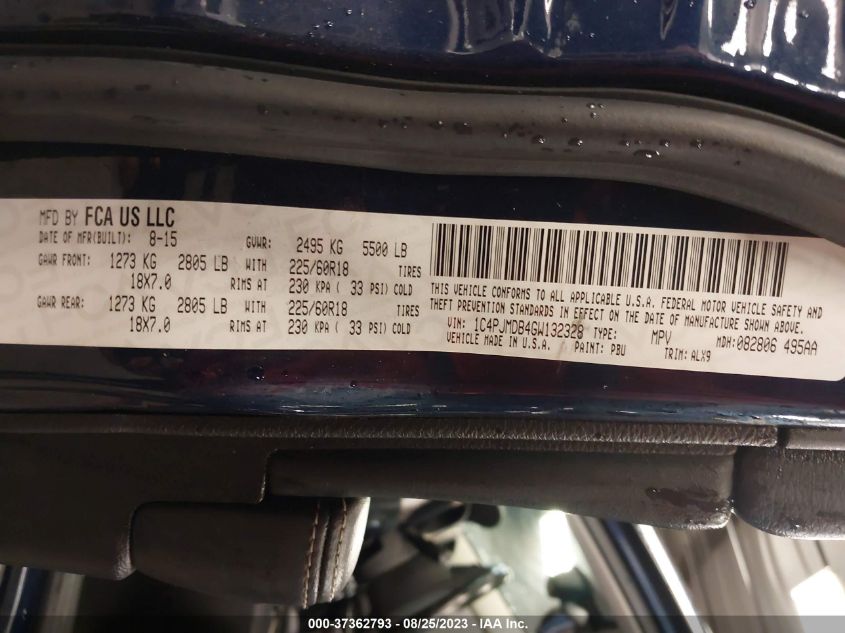 MFD BY FCA US LLC
DATE OF MFR(BUILT): 8-15 GVWR: 2495 KG 5500 LB
GAWR FRONT: 1273 KG 2805 LB WITH 225/60R18 TIRES
18X7.0 RIMS AT 230 KPA ( 33 PSI) COLD
GAWR REAR: 1273 KG 2805 LB WITH 225/60R18 TIRES
18X7.0 RIMS AT 230 KPA ( 33 PSI) COLD
THIS VEHICLE CONFORMS TO ALL APPLICABLE U.S.A. FEDERAL MOTOR VEHICLE SAFETY AND
THEFT PREVENTION STANDARDS IN EFFECT ON THE DATE OF MANUFACTURE SHOWN ABOVE.
VIN: 1C4PJMDB4GW132328 TYPE: MPV MDH:082806 495AA
VEHICLE MADE IN U.S.A. PAINT: PBU TRIM: ALX9
000-37362793 - 08/25/2023 - IAA Inc.